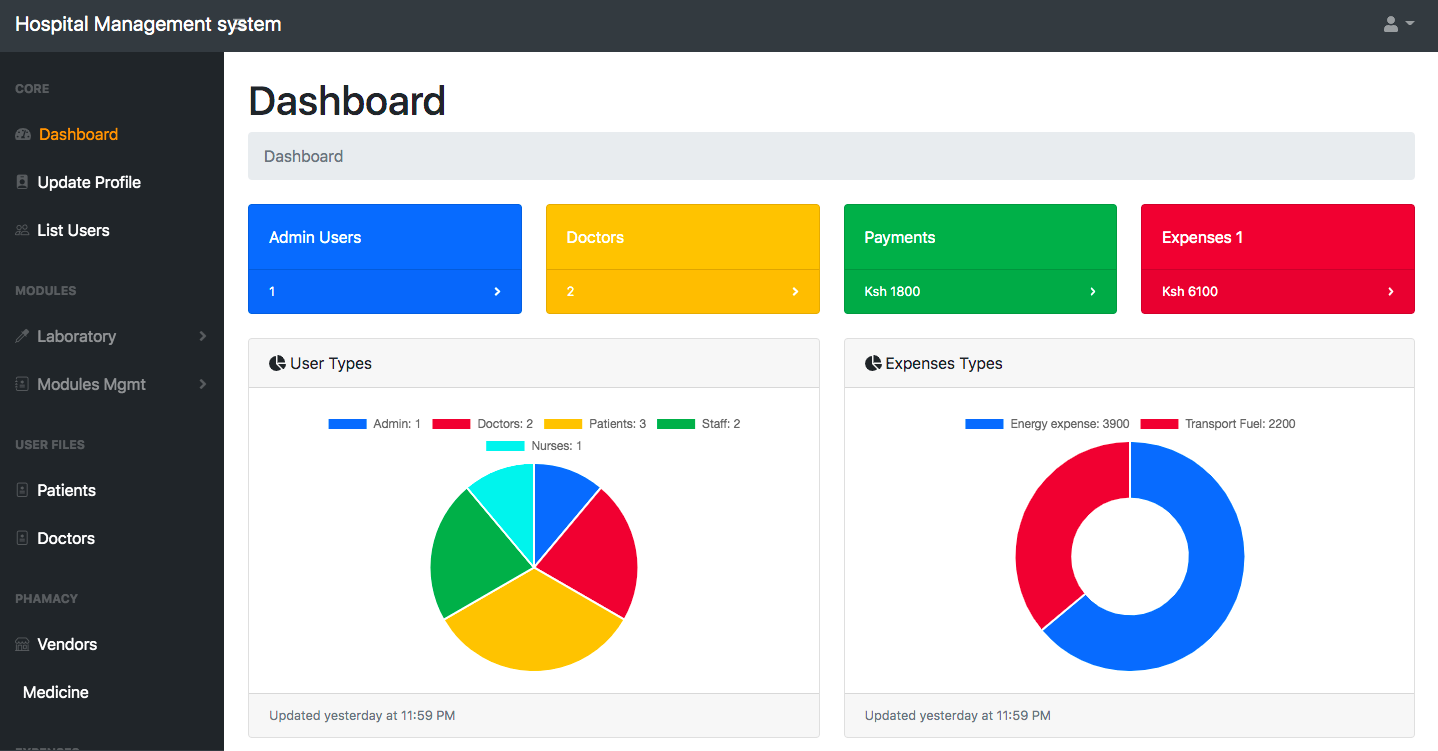 Hospital Management system
CORE
Dashboard
Update Profile
List Users
MODULES
Laboratory
Modules Mgmt
USER FILES
Patients
Doctors
PHAMACY
Vendors
Medicine
EXPENSES
Dashboard
Dashboard
Admin Users
1
Doctors
2
Payments
Ksh 1800
Expenses 1
Ksh 6100
User Types
Admin: 1 Doctors: 2 Patients: 3 Staff: 2
Nurses: 1
Updated yesterday at 11:59 PM
Expenses Types
Energy expense: 3900 Transport Fuel: 2200
Updated yesterday at 11:59 PM